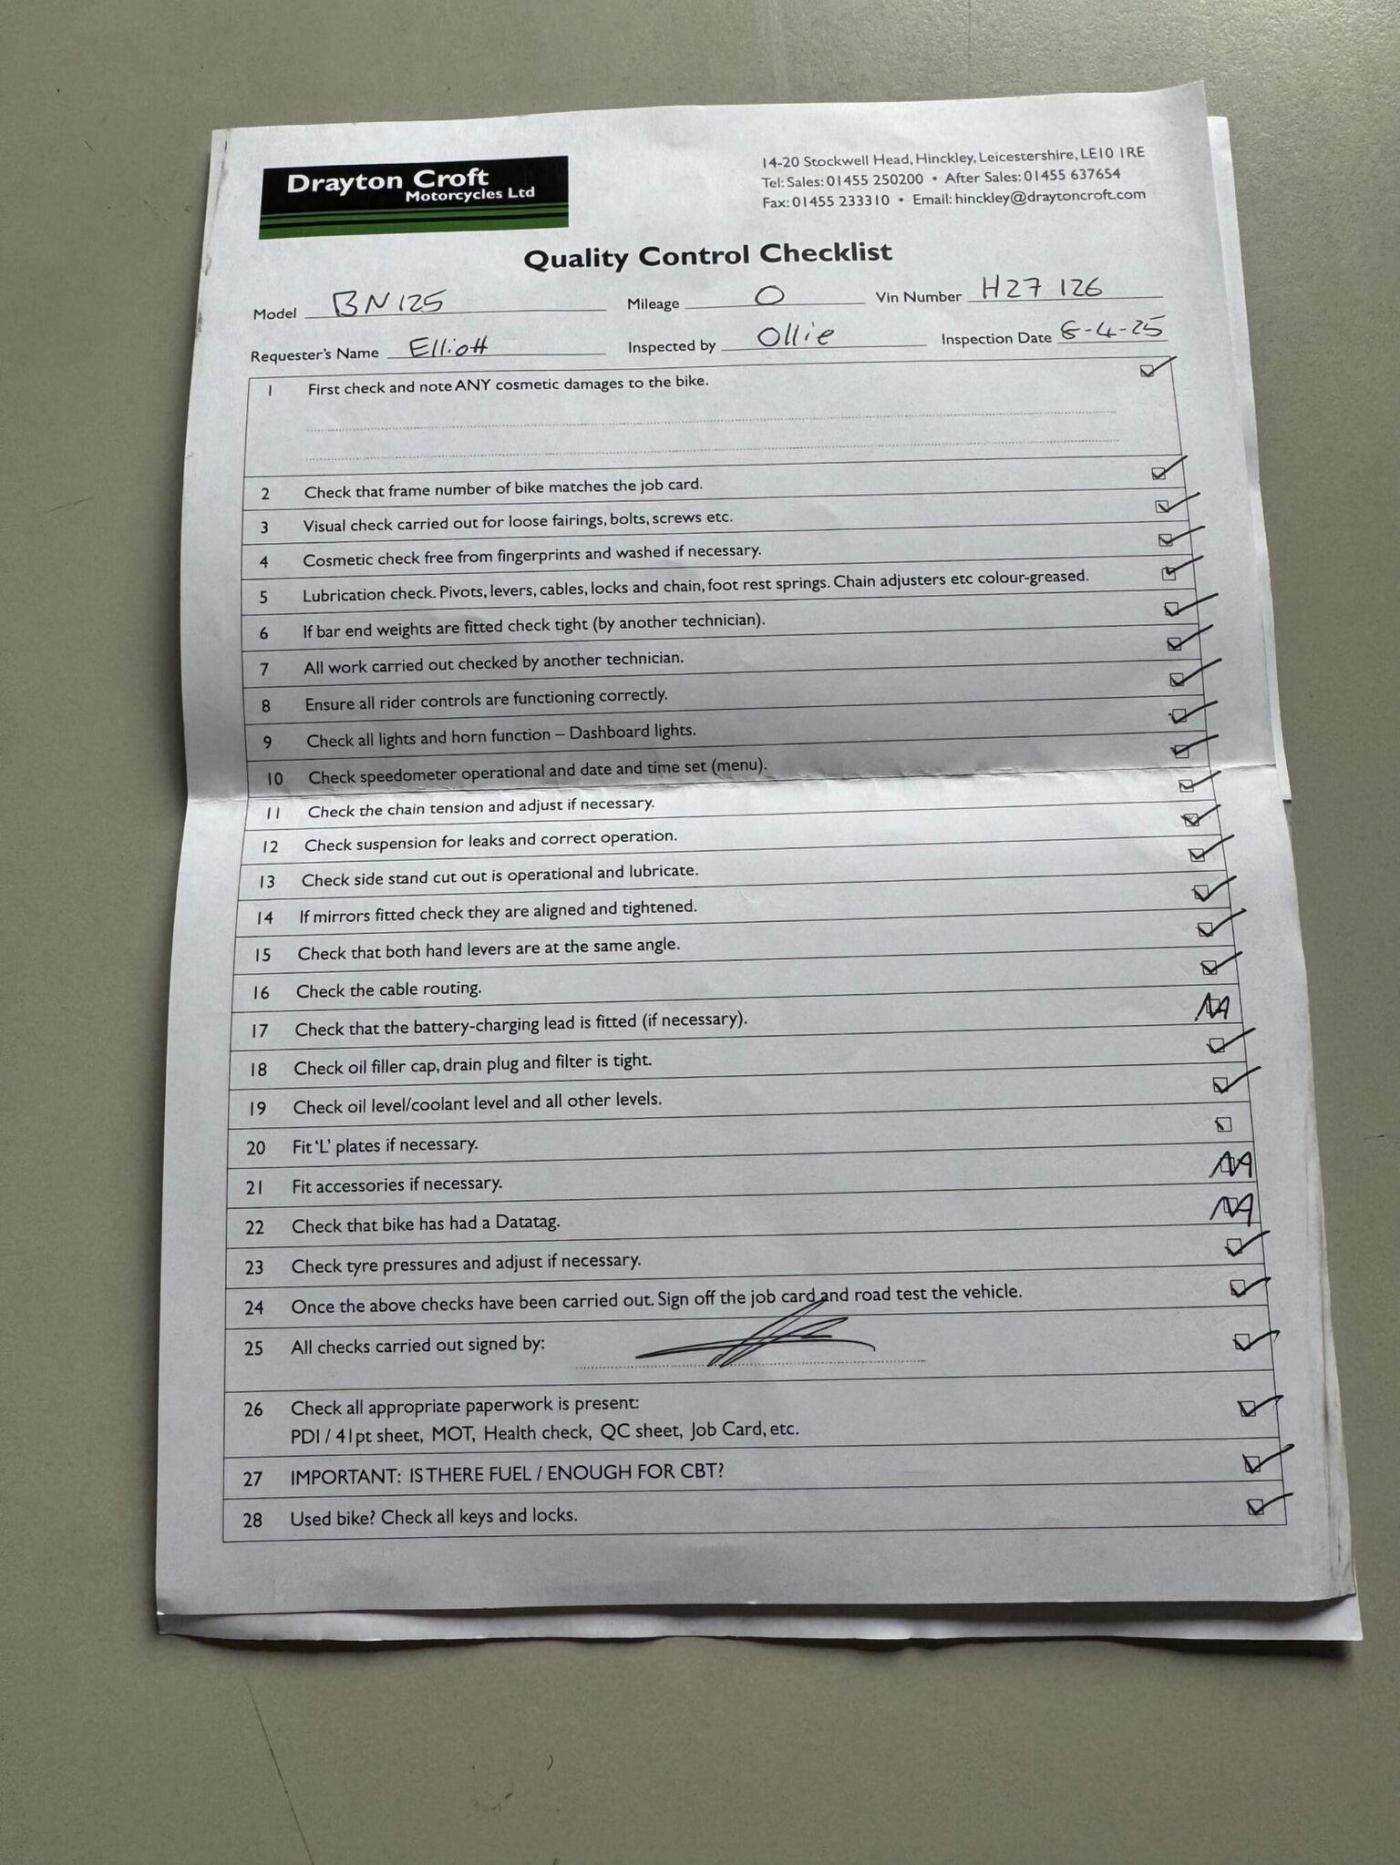 Drayton Croft
Motorcycles Ltd
14-20 Stockwell Head, Hinckley, Leicestershire, LE10 1RE
Tel: Sales: 01455 250200 • After Sales: 01455 637654
Fax: 01455 233310 • Email: hinckley@draytoncroft.com
Quality Control Checklist
Model BN125 Mileage 0 Vin Number H27 126
Requester's Name Elliott Inspected by Ollie Inspection Date 8-4-25
1 First check and note ANY cosmetic damages to the bike.
2 Check that frame number of bike matches the job card.
3 Visual check carried out for loose fairings, bolts, screws etc.
4 Cosmetic check free from fingerprints and washed if necessary.
5 Lubrication check. Pivots, levers, cables, locks and chain, foot rest springs. Chain adjusters etc colour-greased.
6 If bar end weights are fitted check tight (by another technician).
7 All work carried out checked by another technician.
8 Ensure all rider controls are functioning correctly.
9 Check all lights and horn function – Dashboard lights.
10 Check speedometer operational and date and time set (menu).
11 Check the chain tension and adjust if necessary.
12 Check suspension for leaks and correct operation.
13 Check side stand cut out is operational and lubricate.
14 If mirrors fitted check they are aligned and tightened.
15 Check that both hand levers are at the same angle.
16 Check the cable routing.
17 Check that the battery-charging lead is fitted (if necessary). NA
18 Check oil filler cap, drain plug and filter is tight.
19 Check oil level/coolant level and all other levels.
20 Fit 'L' plates if necessary.
21 Fit accessories if necessary. NA
22 Check that bike has had a Datatag. NA
23 Check tyre pressures and adjust if necessary.
24 Once the above checks have been carried out. Sign off the job card and road test the vehicle.
25 All checks carried out signed by:
26 Check all appropriate paperwork is present:
PDI / 41pt sheet, MOT, Health check, QC sheet, Job Card, etc.
27 IMPORTANT: IS THERE FUEL / ENOUGH FOR CBT?
28 Used bike? Check all keys and locks.